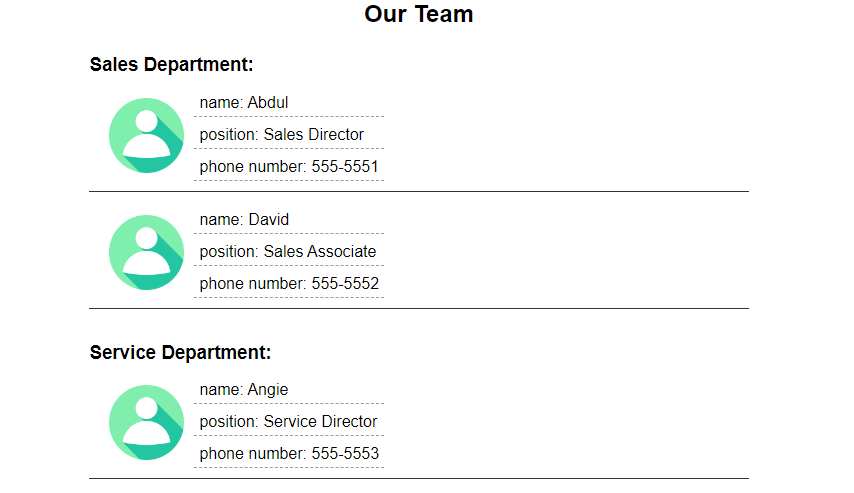 Our Team
Sales Department:
name: Abdul
position: Sales Director
phone number: 555-5551
name: David
position: Sales Associate
phone number: 555-5552
Service Department:
name: Angie
position: Service Director
phone number: 555-5553